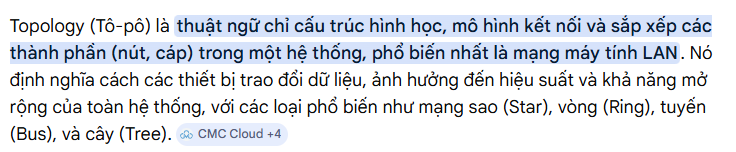 Topology (Tô-pô) là thuật ngữ chỉ cấu trúc hình học, mô hình kết nối và sắp xếp các
thành phần (nút, cáp) trong một hệ thống, phổ biến nhất là mạng máy tính LAN. Nó
định nghĩa cách các thiết bị trao đổi dữ liệu, ảnh hưởng đến hiệu suất và khả năng mở
rộng của toàn hệ thống, với các loại phổ biến như mạng sao (Star), vòng (Ring), tuyến
(Bus), và cây (Tree). CMC Cloud +4